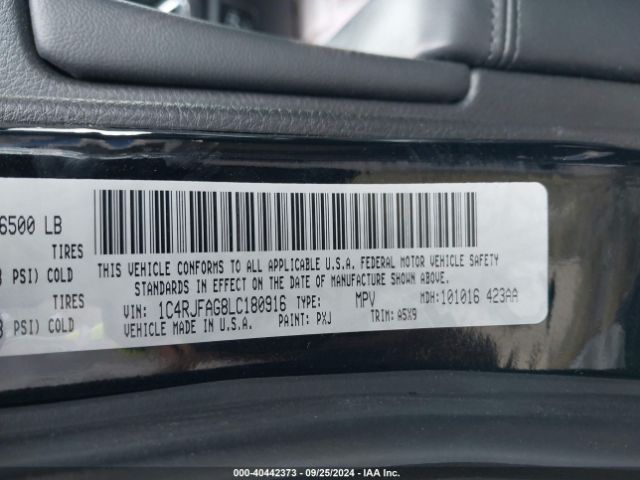 6500 LB
TIRES
PSI) COLD
TIRES
PSI) COLD
THIS VEHICLE CONFORMS TO ALL APPLICABLE U.S.A. FEDERAL MOTOR VEHICLE SAFETY
STANDARDS IN EFFECT ON THE DATE OF MANUFACTURE SHOWN ABOVE.
VIN: 1C4RJFAG8LC180916 TYPE: MPV MDH: 101016 423AA
VEHICLE MADE IN U.S.A. PAINT: PXJ TRIM: A5X9
000-40442373 - 09/25/2024 - IAA Inc.